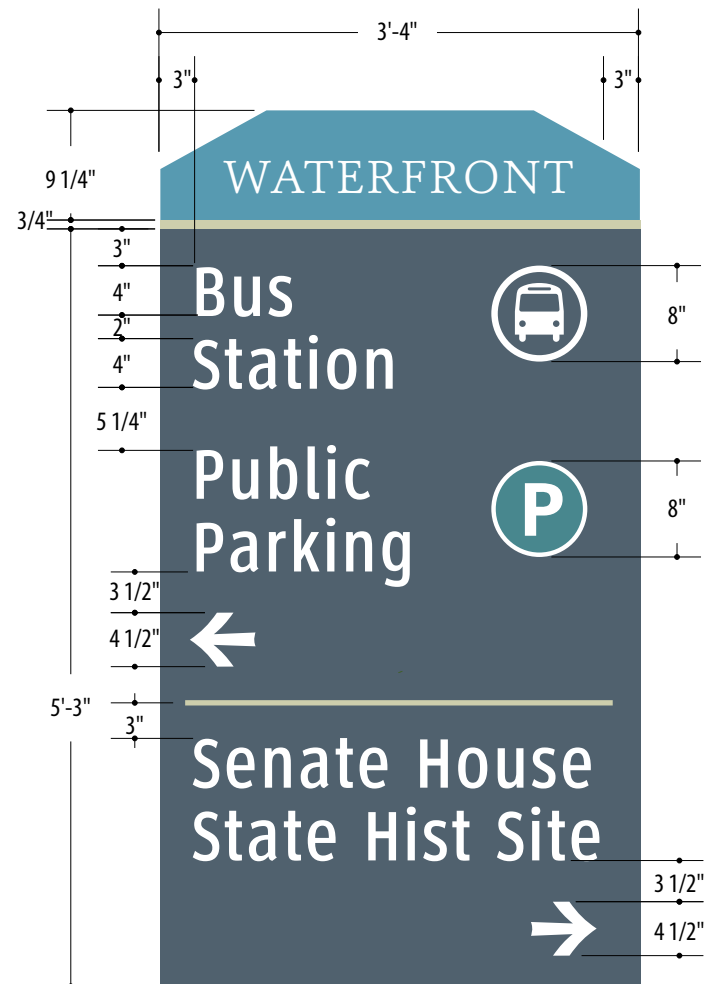 3'-4"
3"
3"
9 1/4"
WATERFRONT
3/4"
3"
4"
Bus
8"
2"
4"
Station
5 1/4"
Public
P
8"
Parking
3 1/2"
4 1/2"
5'-3"
3"
Senate House
State Hist Site
3 1/2"
4 1/2"